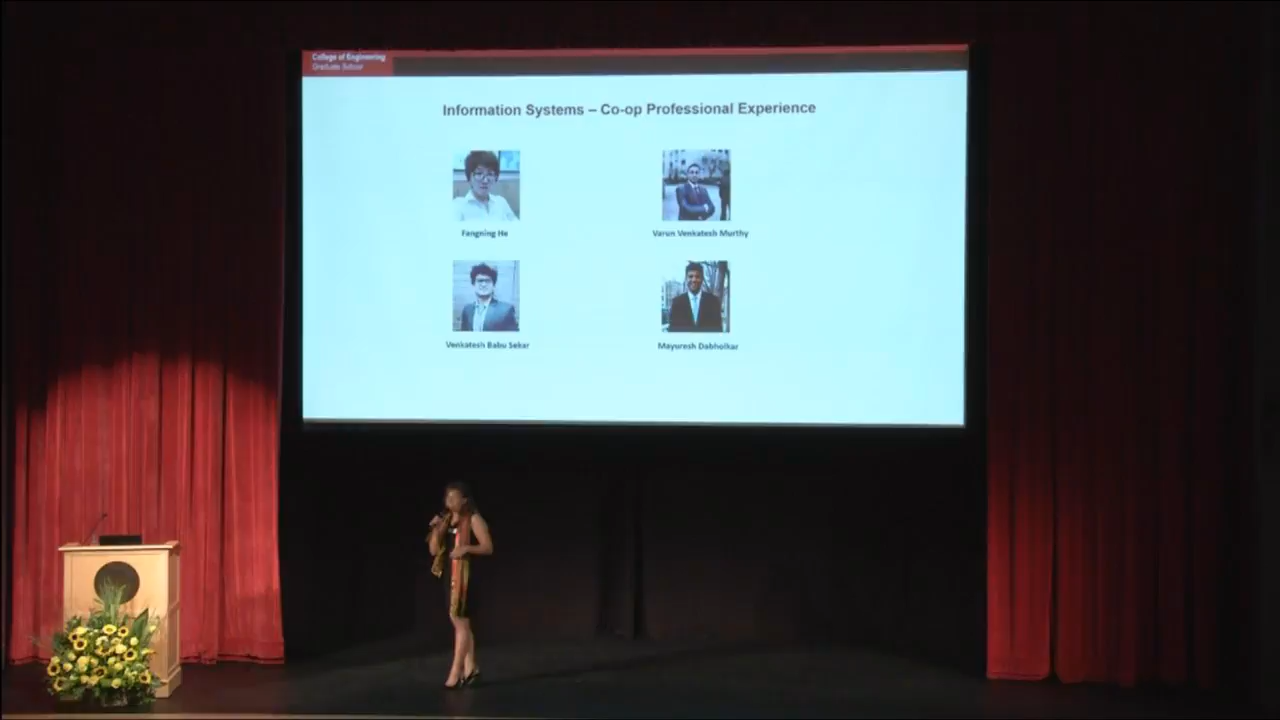 College of Engineering
Graduate School
Information Systems – Co-op Professional Experience
Fangning He
Varun Venkatesh Murthy
Venkatesh Babu Sekar
Mayuresh Dabholkar